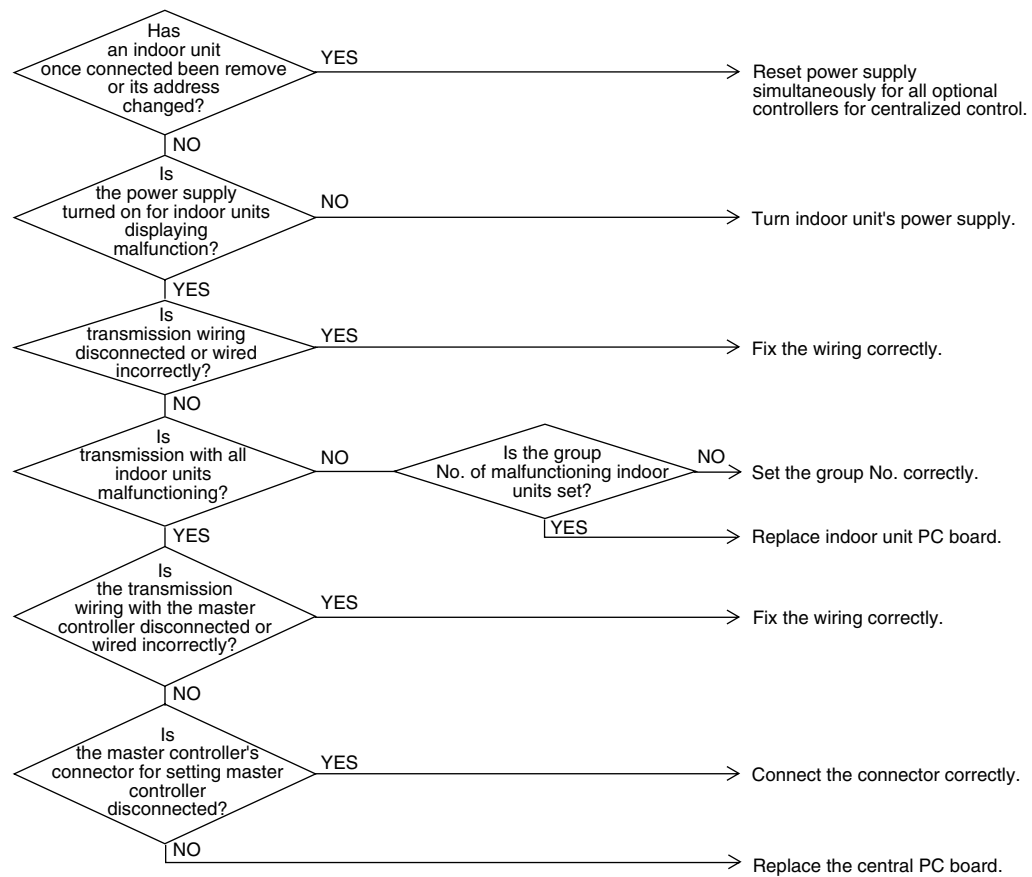 Has
an indoor unit
once connected been remove
or its address
changed?
YES
Reset power supply
simultaneously for all optional
controllers for centralized control.
NO
Is
the power supply
turned on for indoor units
displaying
malfunction?
NO
Turn indoor unit's power supply.
YES
Is
transmission wiring
disconnected or wired
incorrectly?
YES
Fix the wiring correctly.
NO
Is
transmission with all
indoor units
malfunctioning?
NO
Is the group
No. of malfunctioning indoor
units set?
NO
Set the group No. correctly.
YES
Replace indoor unit PC board.
YES
Is
the transmission
wiring with the master
controller disconnected or
wired incorrectly?
YES
Fix the wiring correctly.
NO
Is
the master controller's
connector for setting master
controller
disconnected?
YES
Connect the connector correctly.
NO
Replace the central PC board.